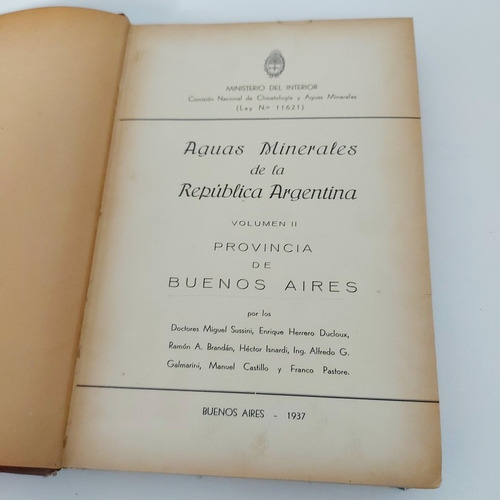 MINISTERIO DEL INTERIOR
Comisión Nacional de Climatología y Aguas Minerales
(Ley Nº 11621)
Aguas Minerales
de la
República Argentina
VOLUMEN II
PROVINCIA
DE
BUENOS AIRES
por los
Doctores Miguel Sussini, Enrique Herrero Ducloux,
Ramón A. Brandán, Héctor Isnardi, Ing. Alfredo G.
Galmarini, Manuel Castillo y Franco Pastore.
BUENOS AIRES - 1937